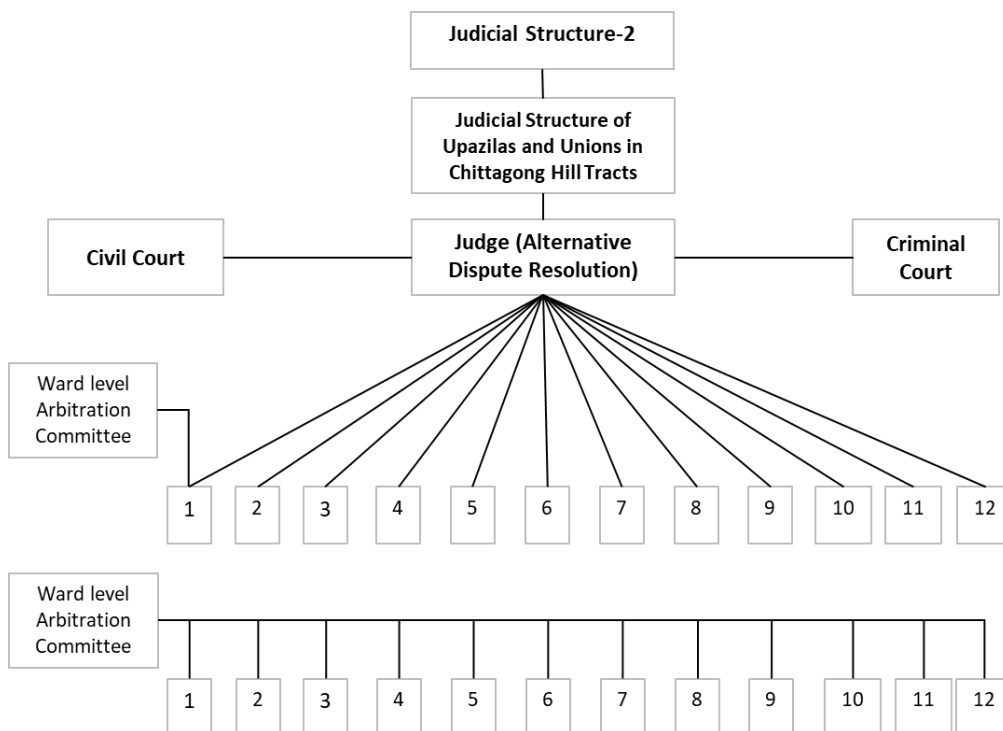 Judicial Structure-2
Judicial Structure of
Upazilas and Unions in
Chittagong Hill Tracts
Civil Court
Judge (Alternative
Dispute Resolution)
Criminal
Court
Ward level
Arbitration
Committee
1 2 3 4 5 6 7 8 9 10 11 12
Ward level
Arbitration
Committee
1 2 3 4 5 6 7 8 9 10 11 12